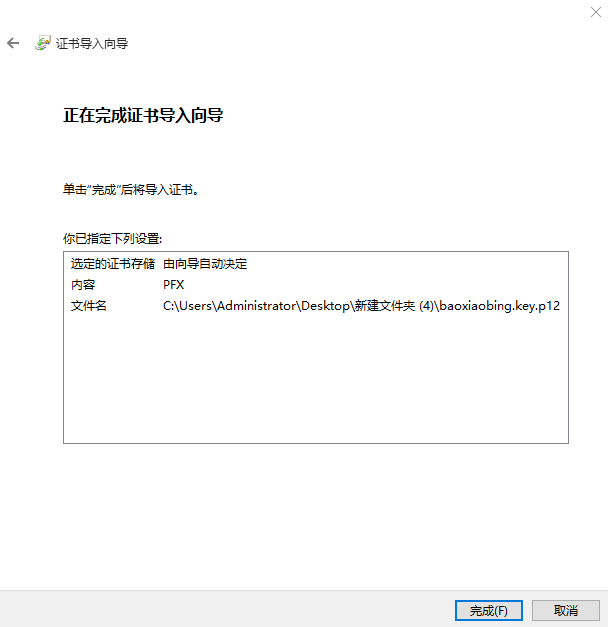 证书导入向导
正在完成证书导入向导
单击“完成”后将导入证书。
你已指定下列设置:
选定的证书存储 由向导自动决定
内容 PFX
文件名 C:\Users\Administrator\Desktop\新建文件夹 (4)\baoxiaobing.key.p12
完成(F) 取消